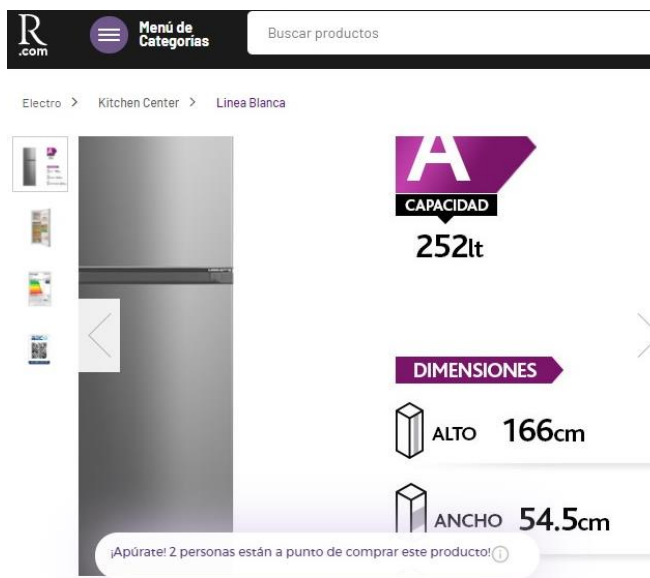 R
.com
Menú de
Categorías
Buscar productos
Electro > Kitchen Center > Linea Blanca
A
CAPACIDAD
252lt
DIMENSIONES
ALTO 166cm
ANCHO 54.5cm
¡Apúrate! 2 personas están a punto de comprar este producto!